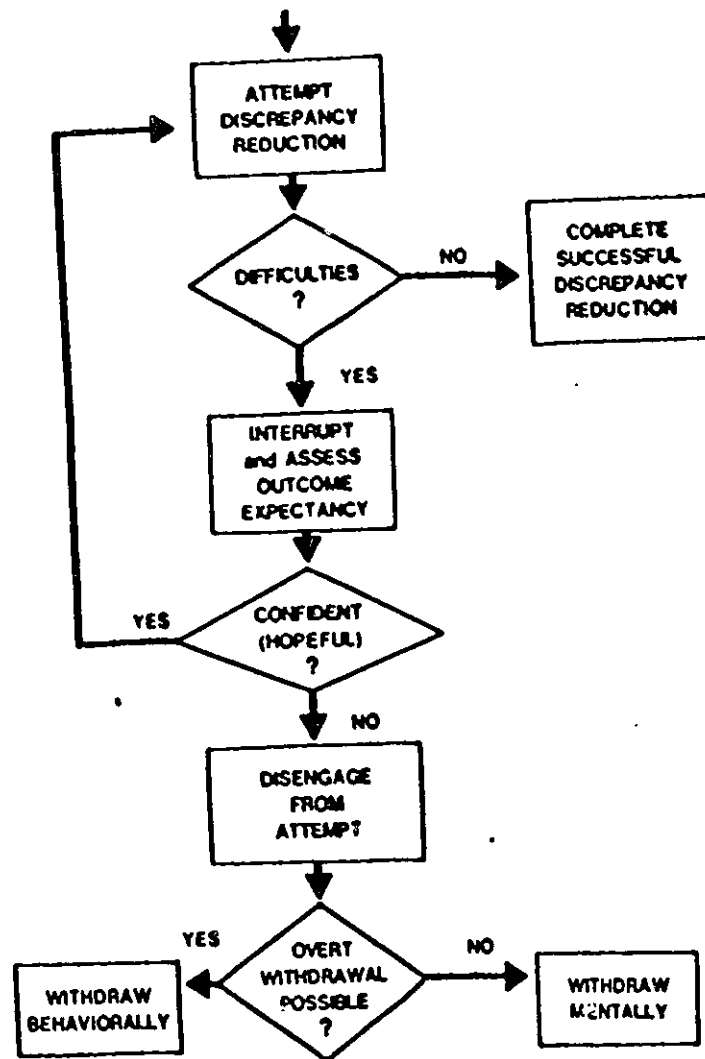 ATTEMPT
DISCREPANCY
REDUCTION
DIFFICULTIES
?
NO
COMPLETE
SUCCESSFUL
DISCREPANCY
REDUCTION
YES
INTERRUPT
and ASSESS
OUTCOME
EXPECTANCY
YES
CONFIDENT
(HOPEFUL)
?
NO
DISENGAGE
FROM
ATTEMPT
YES
OVERT
WITHDRAWAL
POSSIBLE
?
NO
WITHDRAW
BEHAVIORALLY
WITHDRAW
MENTALLY